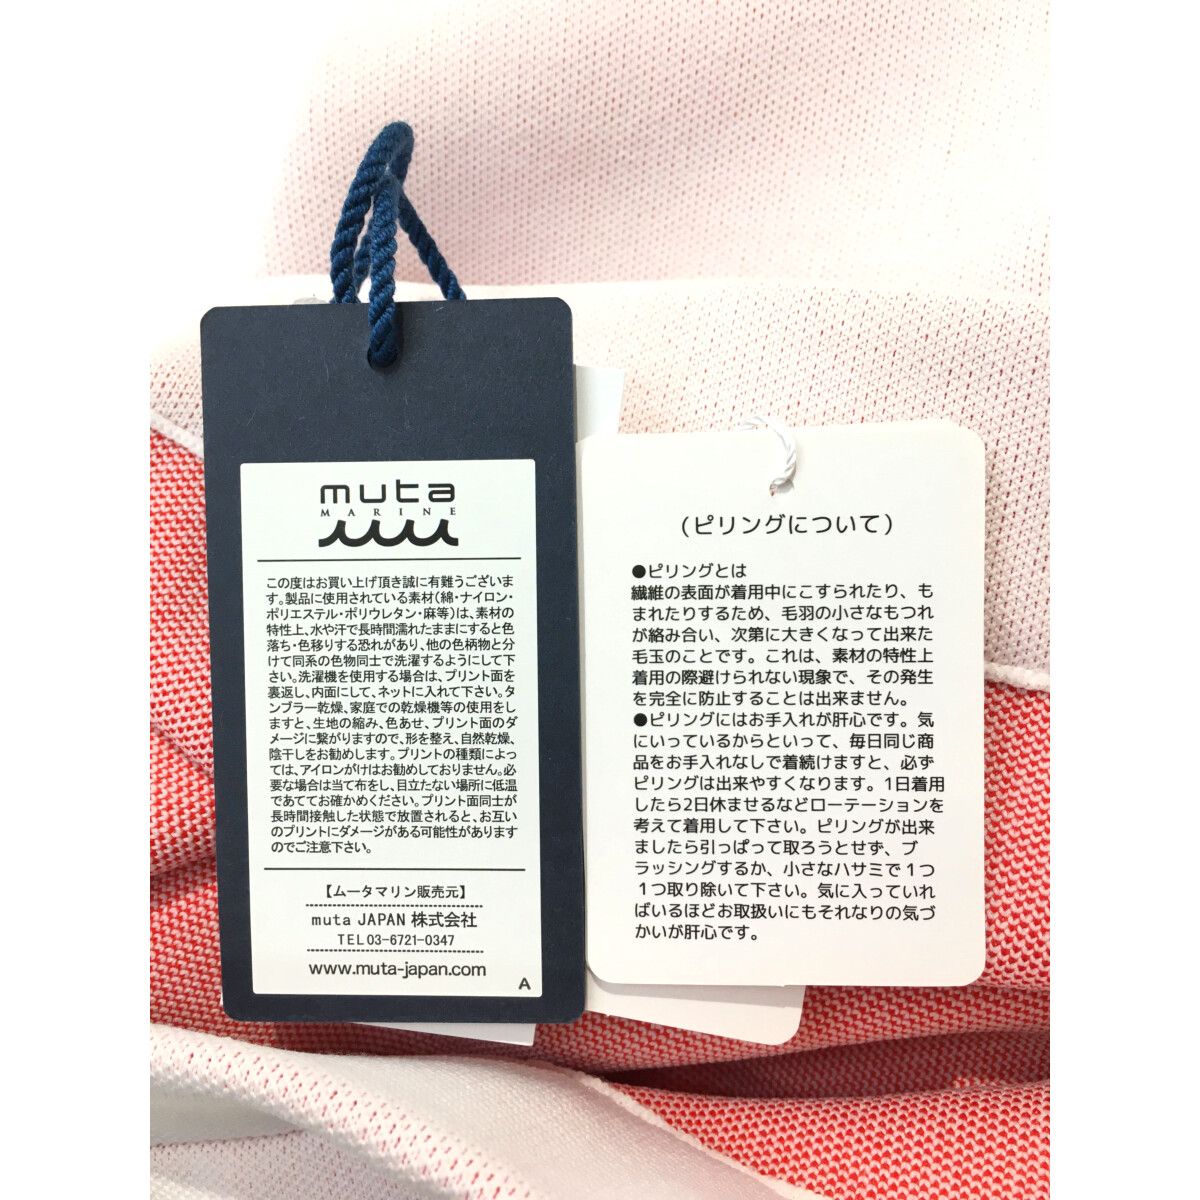 muta
MARINE
この度はお買い上げ頂き誠に有難うございま
す。製品に使用されている素材(綿・ナイロン・
ポリエステル・ポリウレタン・麻等)は、素材の
特性上、水や汗で長時間濡れたままにすると色
落ち・色移りする恐れがあり、他の色柄物と分
けて同系の色物同士で洗濯するようにして下
さい。洗濯機を使用する場合は、プリント面を
裏返し、内面にして、ネットに入れて下さい。タ
ンブラー乾燥、家庭での乾燥機等の使用をし
ますと、生地の縮み、色あせ、プリント面のダ
メージに繋がりますので、形を整え、自然乾燥、
陰干しをお勧めします。プリントの種類によっ
ては、アイロンがけはお勧めしておりません。必
要な場合は当て布をし、目立たない場所に低温
であててお確かめください。プリント面同士が
長時間接触した状態で放置されると、お互い
のプリントにダメージがある可能性があります
のでご注意下さい。
【ムータマリン販売元】
muta JAPAN 株式会社
TEL03-6721-0347
www.muta-japan.com
A
(ピリングについて)
●ピリングとは
繊維の表面が着用中にこすられたり、も
まれたりするため、毛羽の小さなもつれ
が絡み合い、次第に大きくなって出来た
毛玉のことです。これは、素材の特性上
着用の際避けられない現象で、その発生
を完全に防止することは出来ません。
●ピリングにはお手入れが肝心です。気
にいっているからといって、毎日同じ商
品をお手入れなしで着続けますと、必ず
ピリングは出来やすくなります。1日着用
したら2日休ませるなどローテーションを
考えて着用して下さい。ピリングが出来
ましたら引っぱって取ろうとせず、ブ
ラッシングするか、小さなハサミで1つ
1つ取り除いて下さい。気に入っていれ
ばいるほどお取扱いにもそれなりの気づ
かいが肝心です。